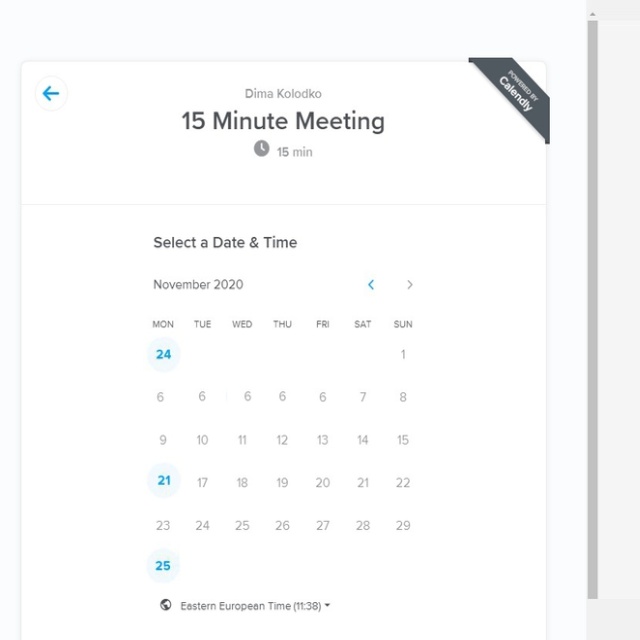 POWERED BY
Calendly
Dima Kolodko
15 Minute Meeting
15 min
Select a Date & Time
November 2020
MON TUE WED THU FRI SAT SUN
24 1
6 6 6 6 6 7 8
9 10 11 12 13 14 15
21 17 18 19 20 21 22
23 24 25 26 27 28 29
25
Eastern European Time (11:38)